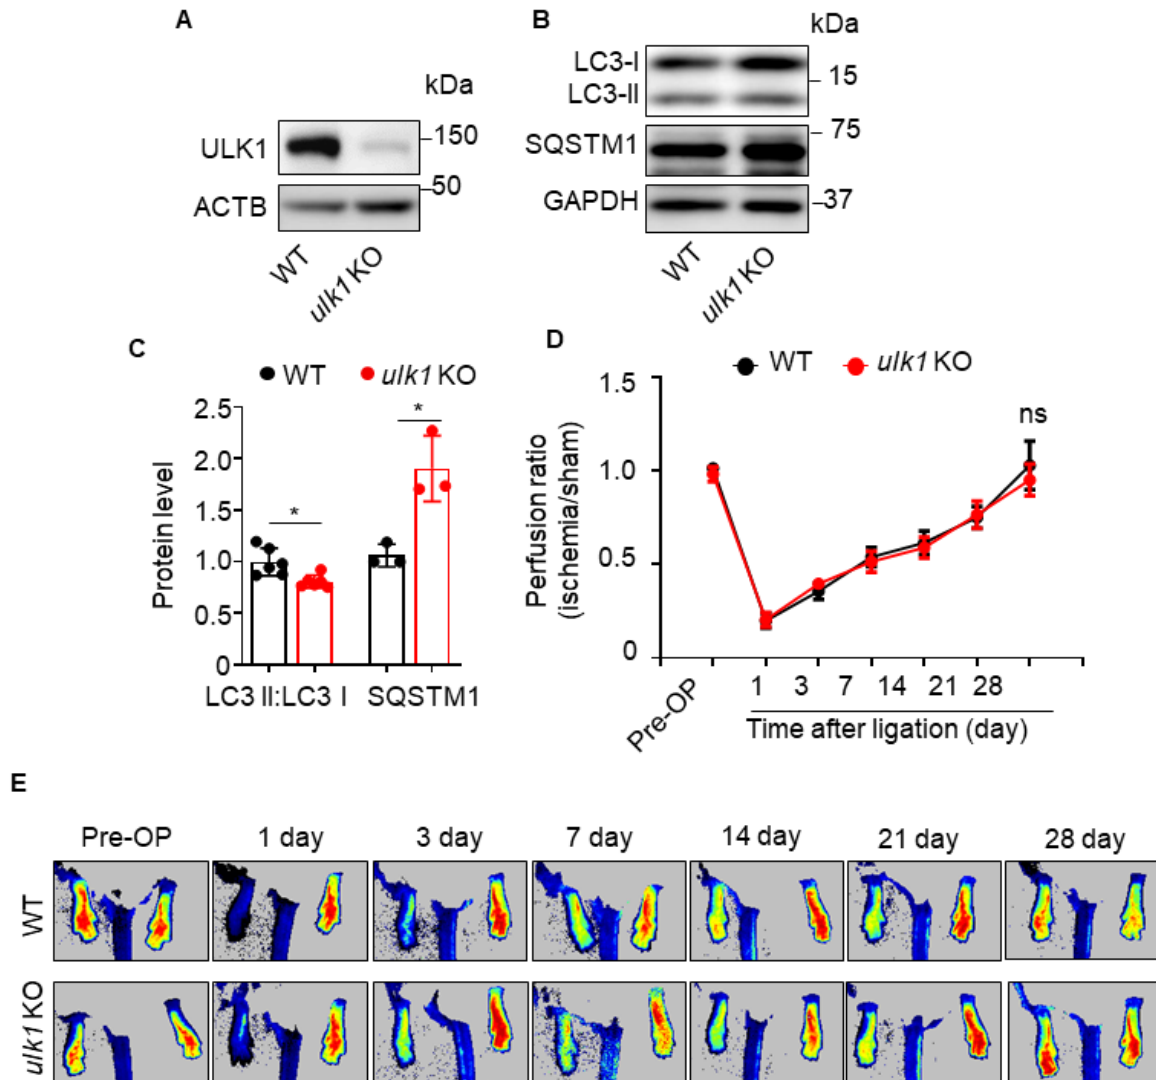 A
kDa
ULK1
150
50
ACTB
WT
ulk1 KO
B
kDa
LC3-I
15
LC3-II
75
SQSTM1
GAPDH
37
WT
ulk1 KO
C
WT ulk1 KO
Protein level
2.5
*
2.0
1.5
*
1.0
0.5
0
LC3 II:LC3 I SQSTM1
D
WT ulk1 KO
Perfusion ratio
(ischemia/sham)
1.5
ns
1.0
0.5
0
Pre-OP 1 3 7 14 21 28
Time after ligation (day)
E
Pre-OP 1 day 3 day 7 day 14 day 21 day 28 day
WT
ulk1 KO